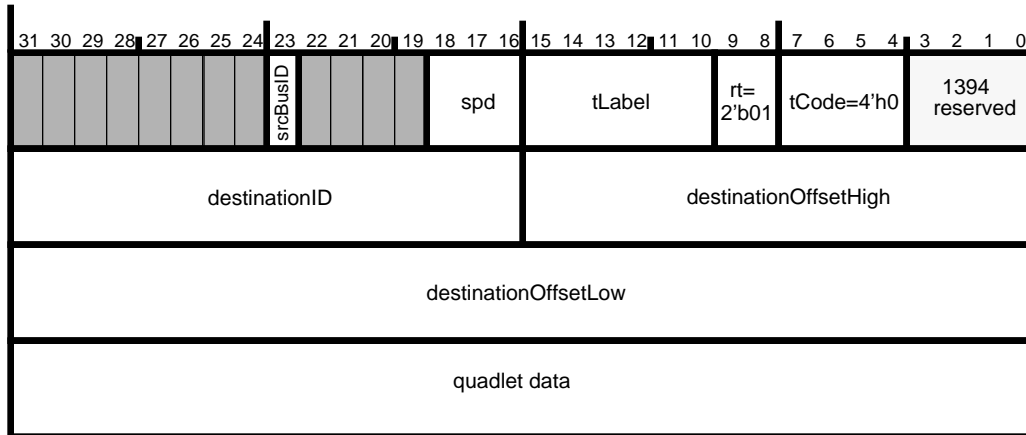 31 30 29 28 27 26 25 24 23 22 21 20 19 18 17 16 15 14 13 12 11 10 9 8 7 6 5 4 3 2 1 0
srcBusID
spd
tLabel
rt=
2'b01
tCode=4'h0
1394
reserved
destinationID
destinationOffsetHigh
destinationOffsetLow
quadlet data